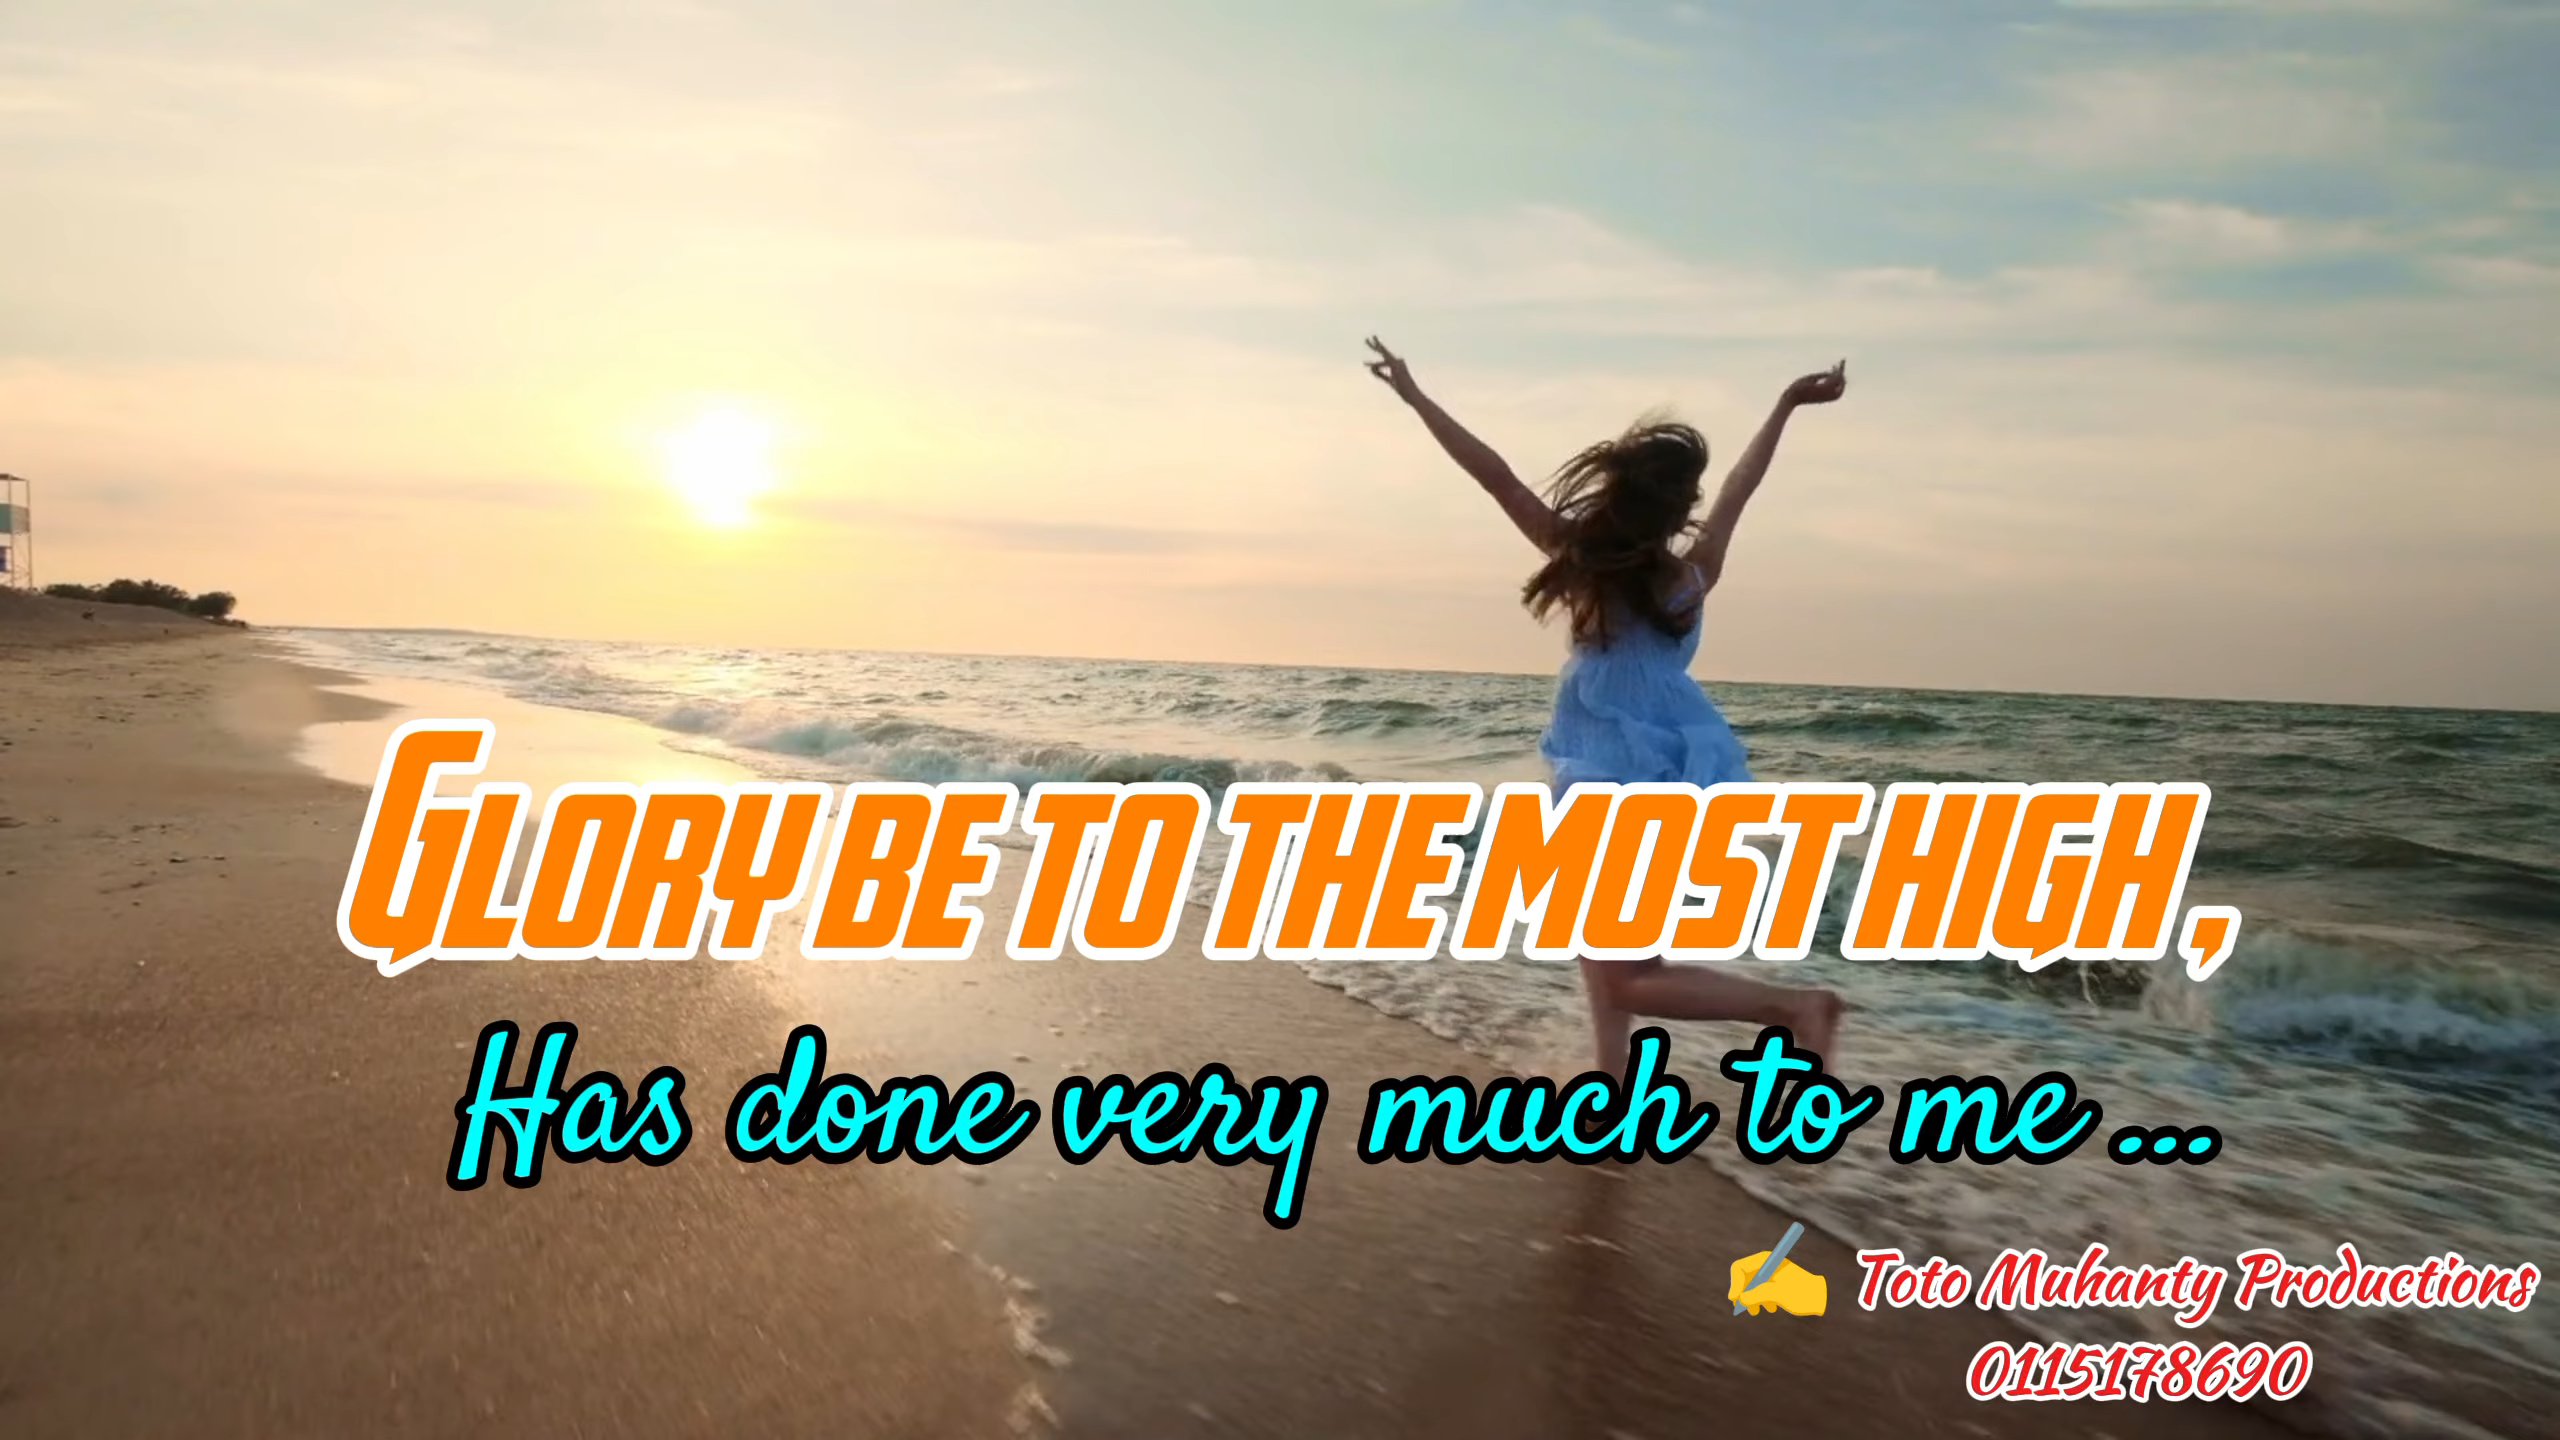 Glory be to the most high,
Has done very much to me ...
✍ Toto Muhanty Productions
0115178690